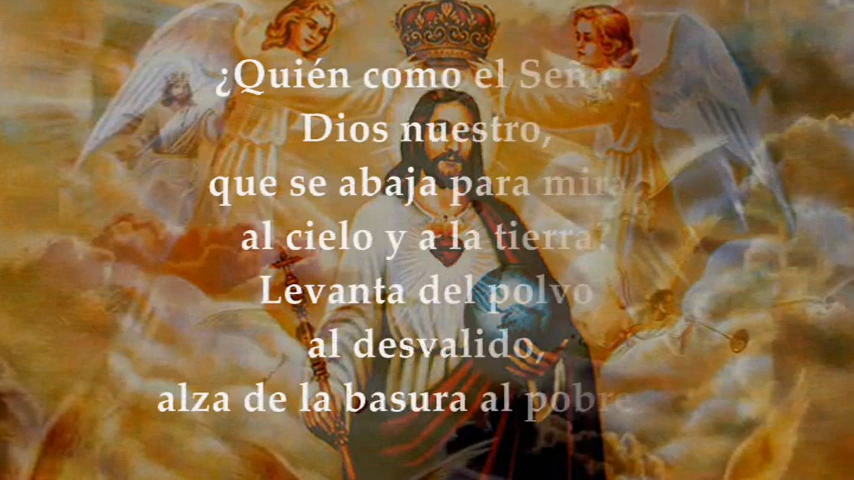 ¿Quién como el Señor
Dios nuestro,
que se abaja para mirar
al cielo y a la tierra?
Levanta del polvo
al desvalido,
alza de la basura al pobre